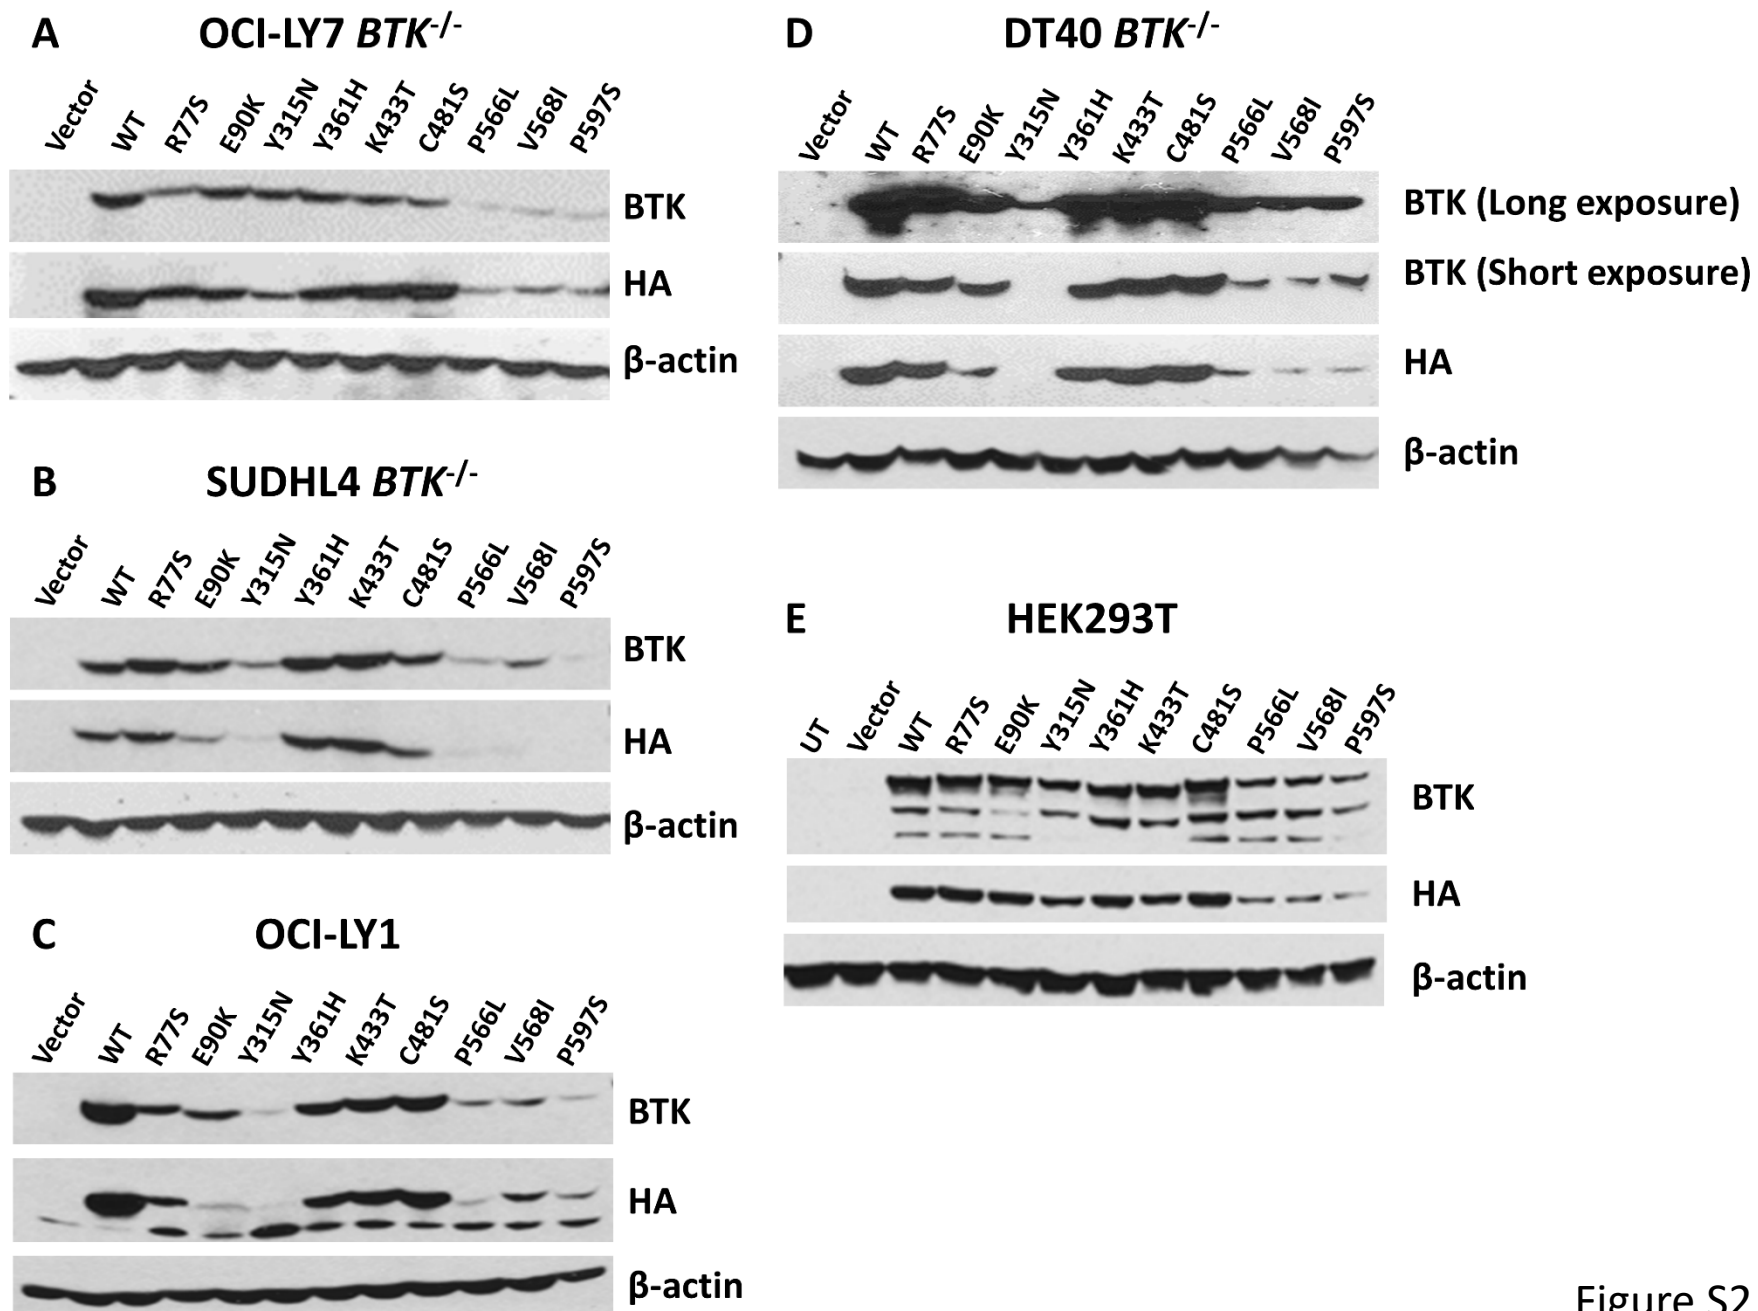 A OCI-LY7 BTK-/-
Vector WT R77S E90K Y315N Y361H K433T C481S P566L V568I P597S
BTK
HA
β-actin
B SUDHL4 BTK-/-
Vector WT R77S E90K Y315N Y361H K433T C481S P566L V568I P597S
BTK
HA
β-actin
C OCI-LY1
Vector WT R77S E90K Y315N Y361H K433T C481S P566L V568I P597S
BTK
HA
β-actin
D DT40 BTK-/-
Vector WT R77S E90K Y315N Y361H K433T C481S P566L V568I P597S
BTK (Long exposure)
BTK (Short exposure)
HA
β-actin
E HEK293T
UT Vector WT R77S E90K Y315N Y361H K433T C481S P566L V568I P597S
BTK
HA
β-actin
Figure S2